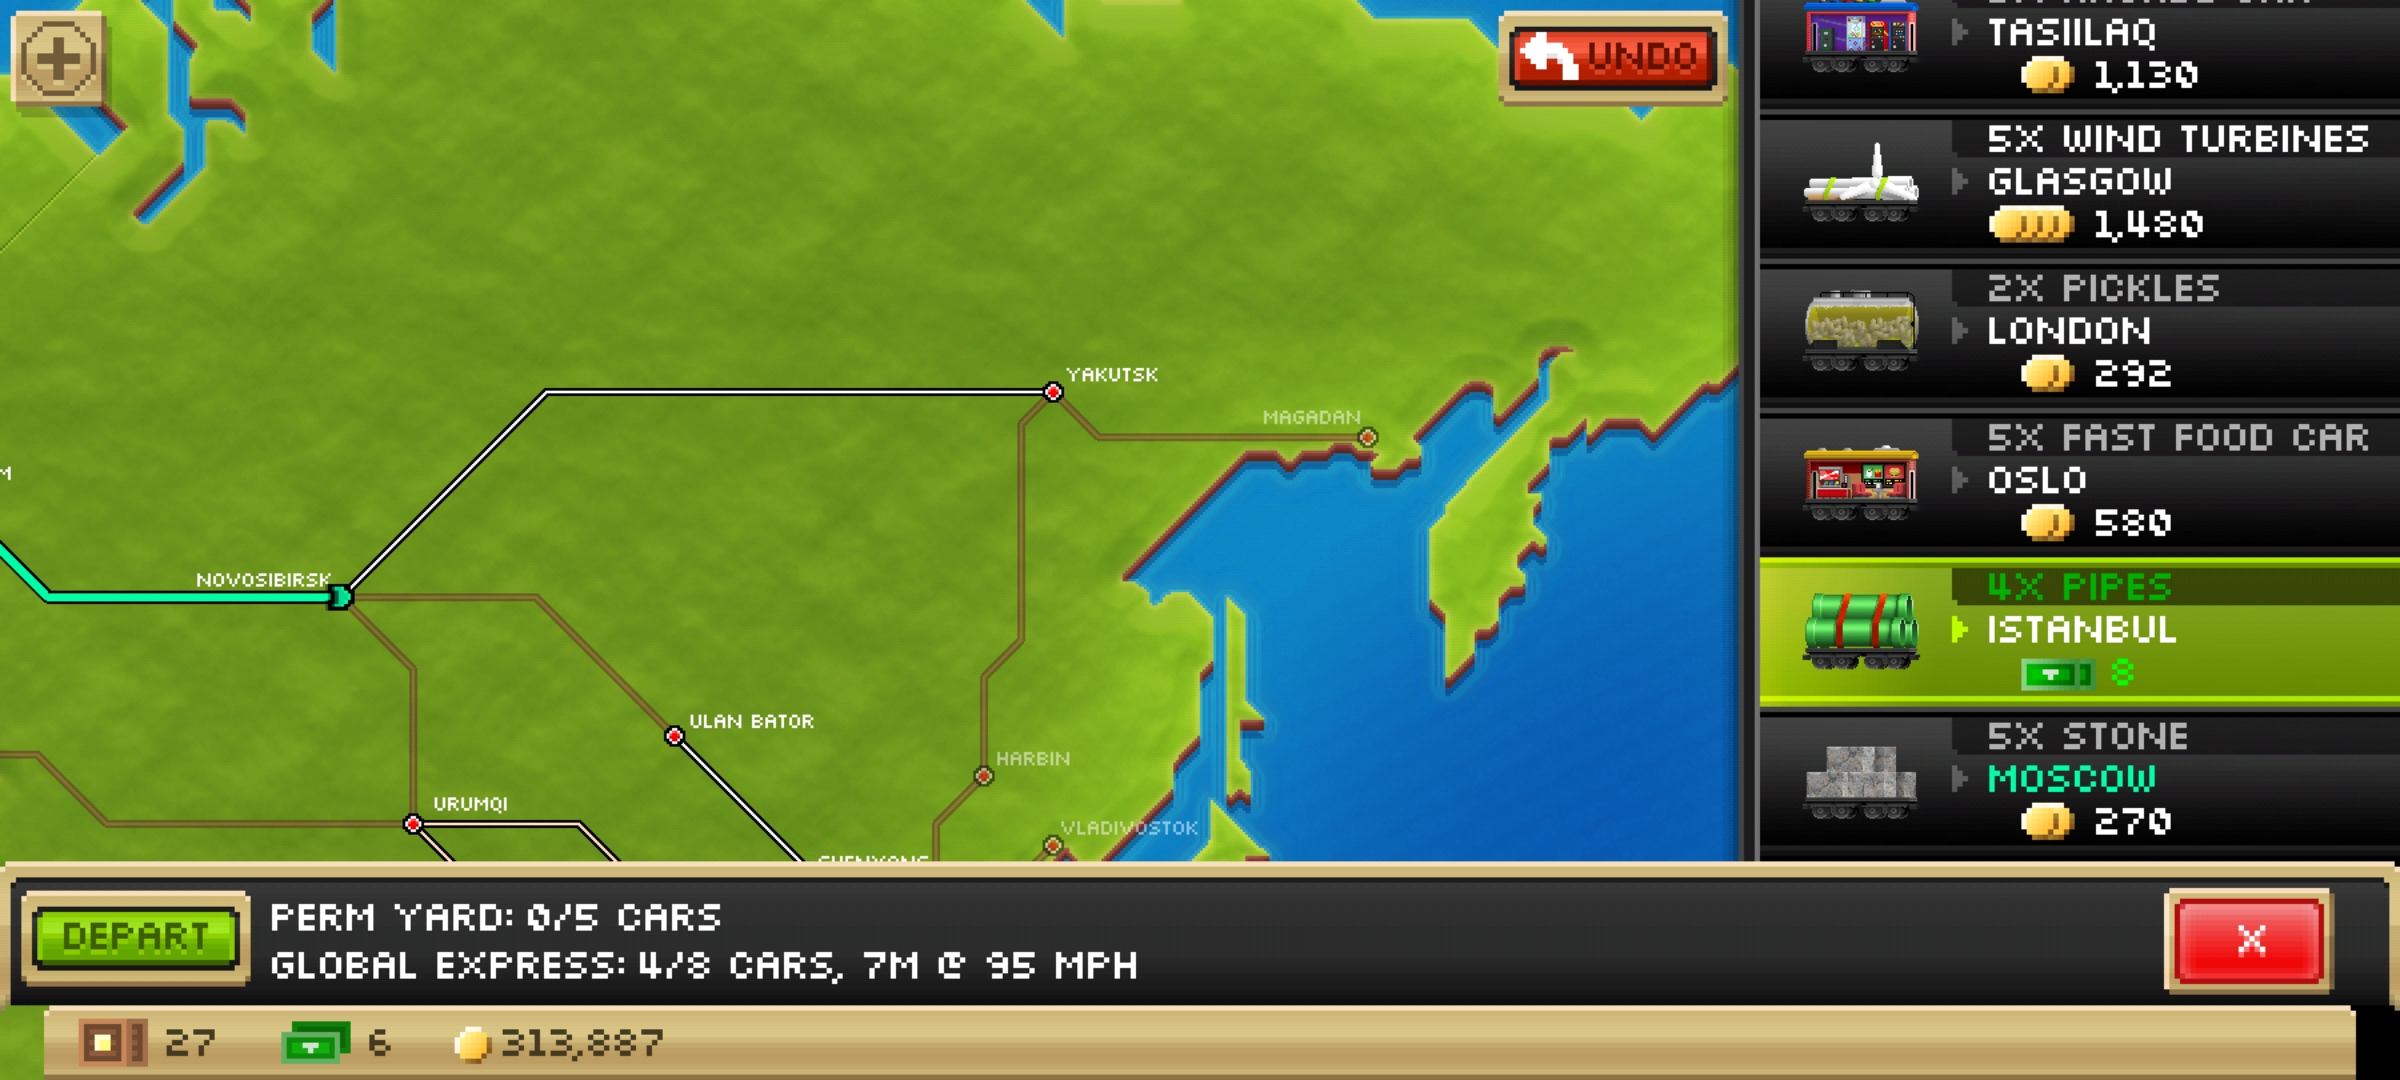 UNDO
YAKUTSK
MAGADAN
M
NOVOSIBIRSK
ULAN BATOR
HARBIN
URUMQI
VLADIVOSTOK
TASIILAQ
1,130
5X WIND TURBINES
GLASGOW
1,480
2X PICKLES
LONDON
292
5X FAST FOOD CAR
OSLO
580
4X PIPES
ISTANBUL
8
5X STONE
MOSCOW
270
DEPART
PERM YARD: 0/5 CARS
GLOBAL EXPRESS: 4/8 CARS, 7M @ 95 MPH
X
27
6
313,887